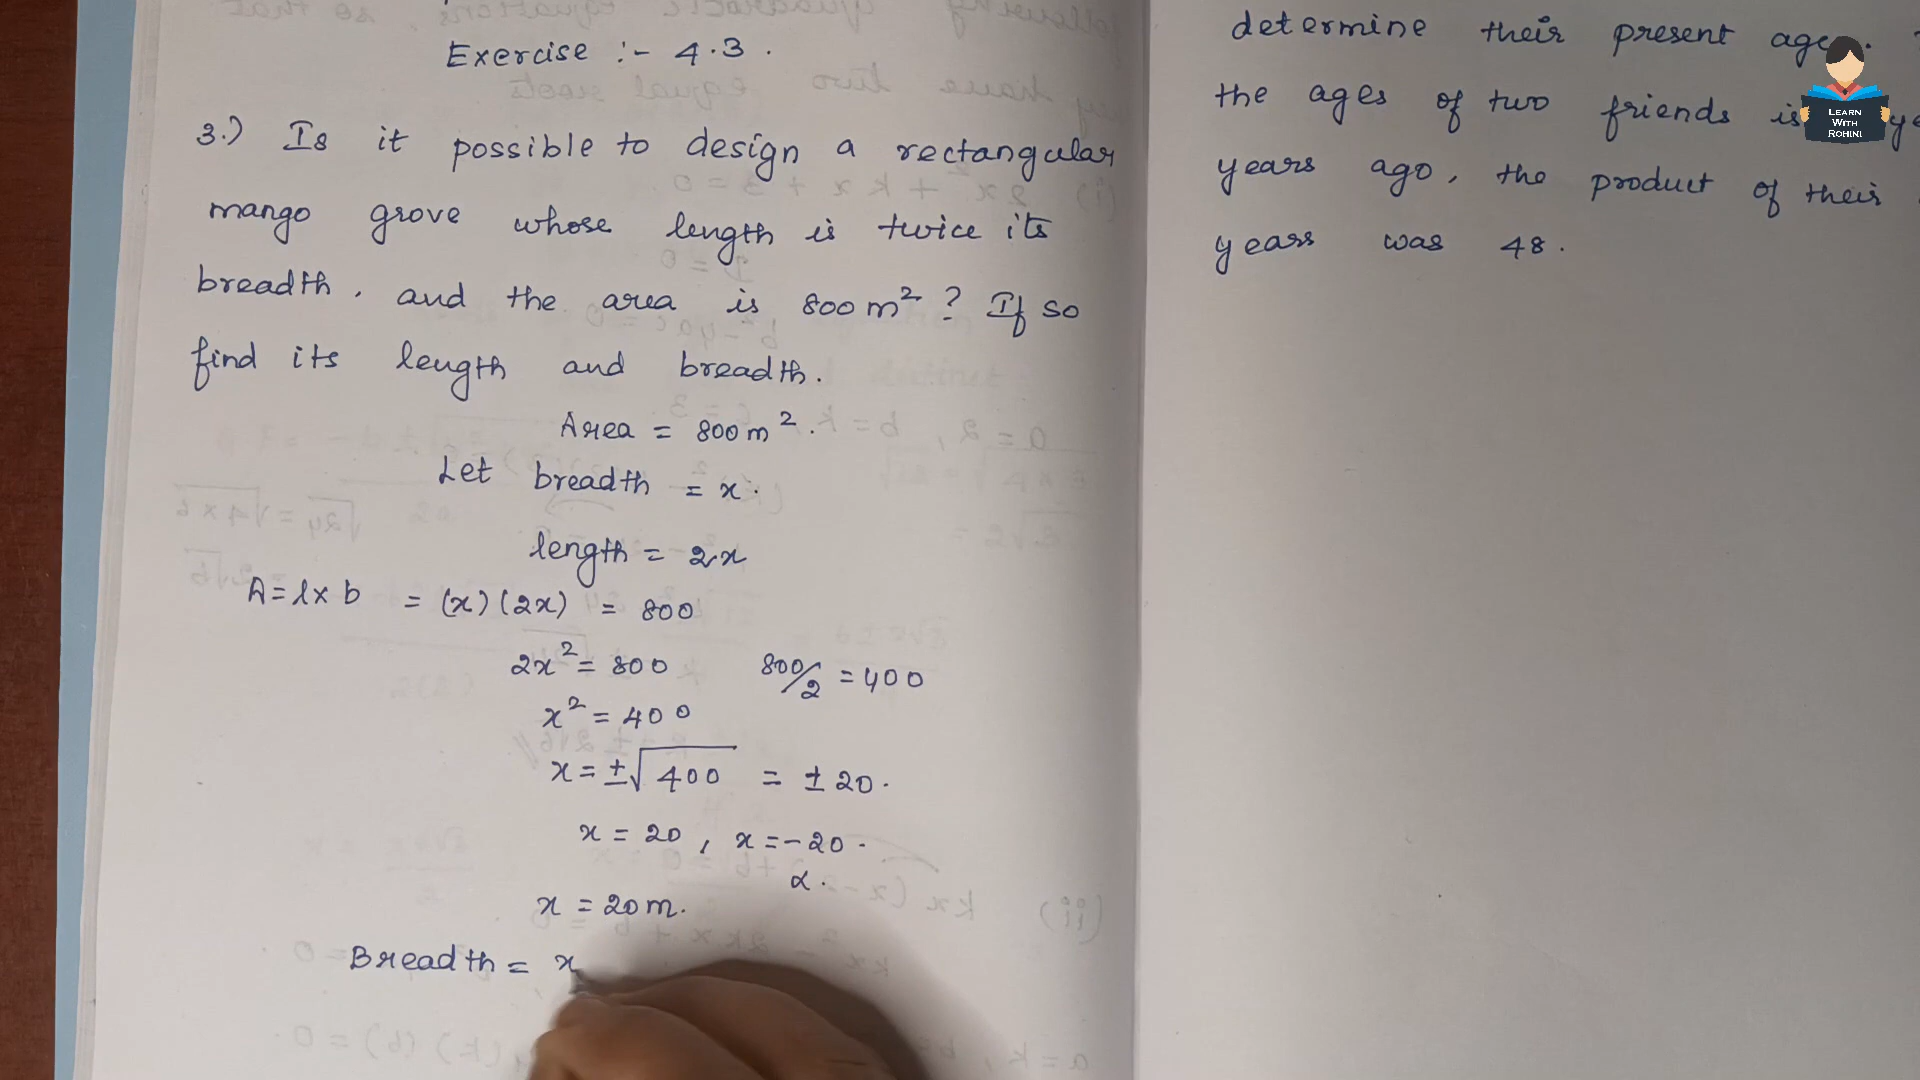 Exercise :- 4.3 .
3.) Is it possible to design a rectangular
mango grove whose length is twice its
breadth, and the area is 800 m² ? If so
find its length and breadth.
Area = 800 m².
Let breadth = x.
length = 2x
A = l × b = (x) (2x) = 800
2x² = 800 800/2 = 400
x² = 400
x = ±√400 = ± 20.
x = 20 , x = -20.
x = 20 m.
Breadth = x
determine their present age
the ages of two friends is
years ago, the product of their
years was 48.
LEARN
WITH
ROHINI